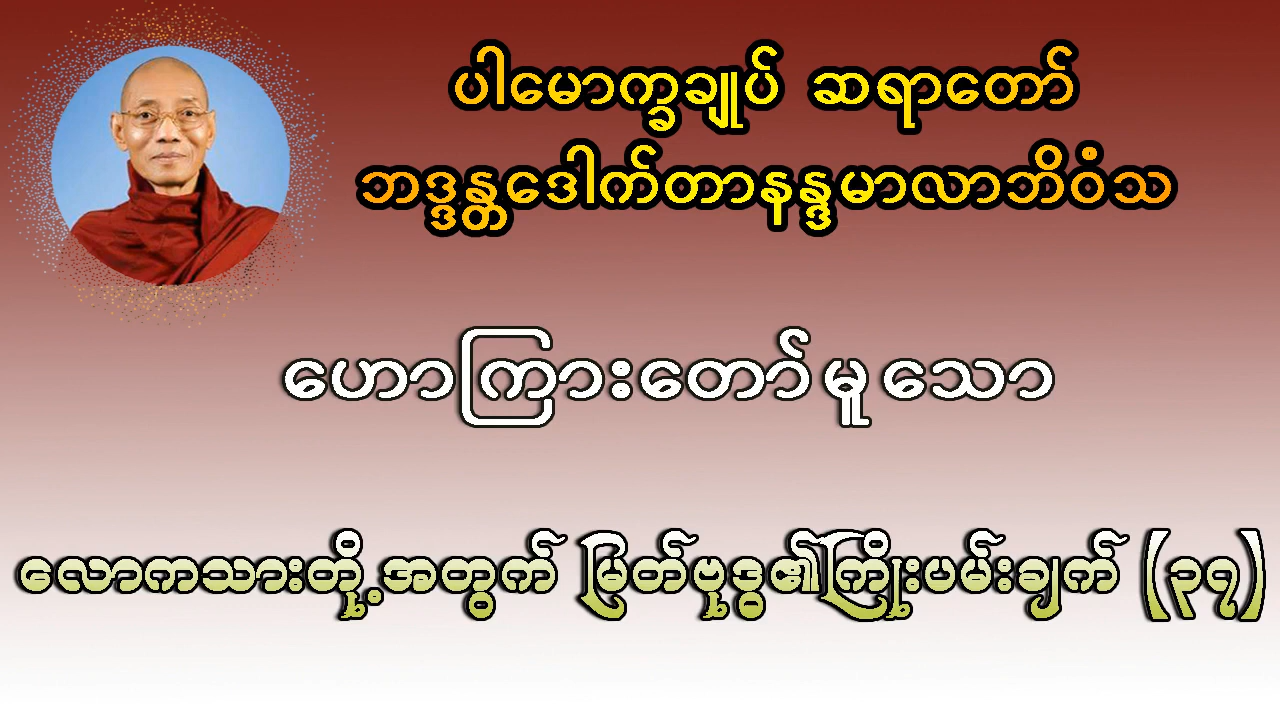 ပါမောက္ခချုပ် ဆရာတော်
ဘဒ္ဒန္တဒေါက်တာနန္ဒမာလာဘိဝံသ
ဟောကြားတော်မူသော
လောကသားတို့အတွက် မြတ်ဗုဒ္ဓ၏ကြိုးပမ်းချက် (၃၇)